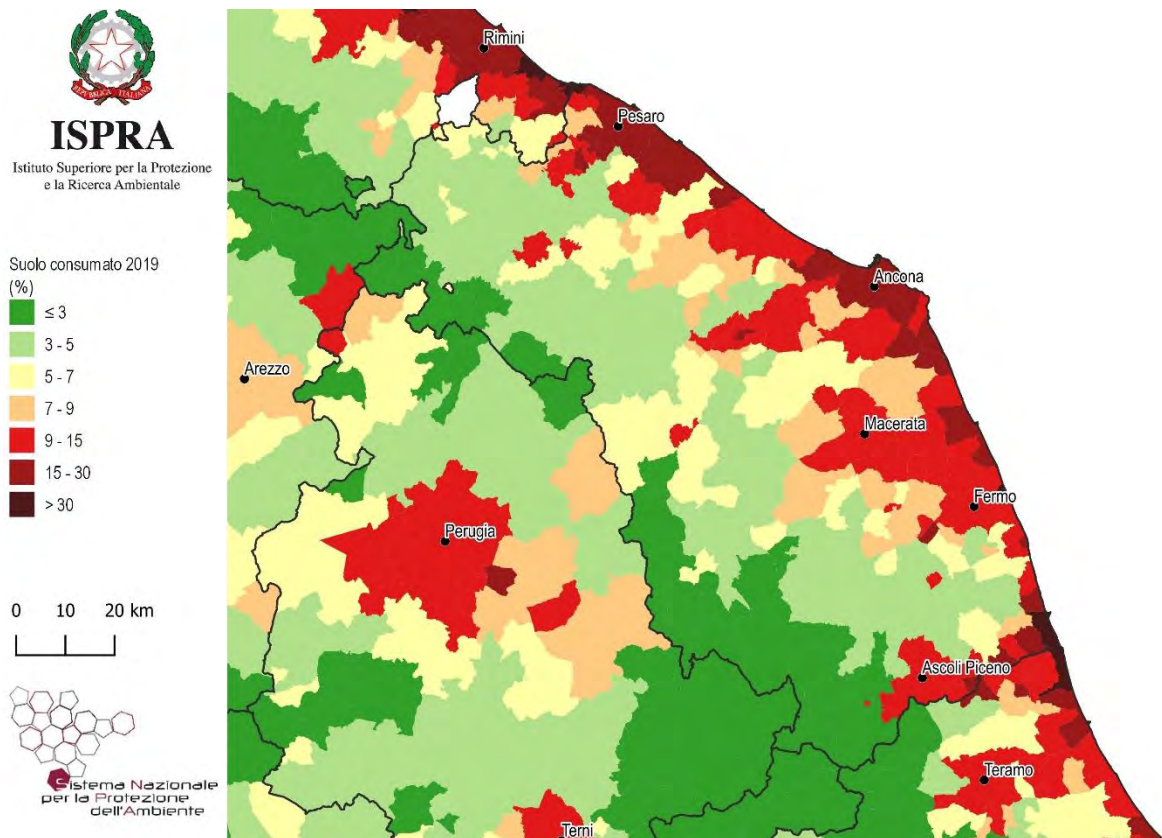 REPVBBLICA ITALIANA
ISPRA
Istituto Superiore per la Protezione
e la Ricerca Ambientale
Suolo consumato 2019
(%)
≤ 3
3 - 5
5 - 7
7 - 9
9 - 15
15 - 30
> 30
0 10 20 km
Sistema Nazionale
per la Protezione
dell'Ambiente
Rimini
Pesaro
Ancona
Arezzo
Macerata
Fermo
Perugia
Ascoli Piceno
Teramo
Terni